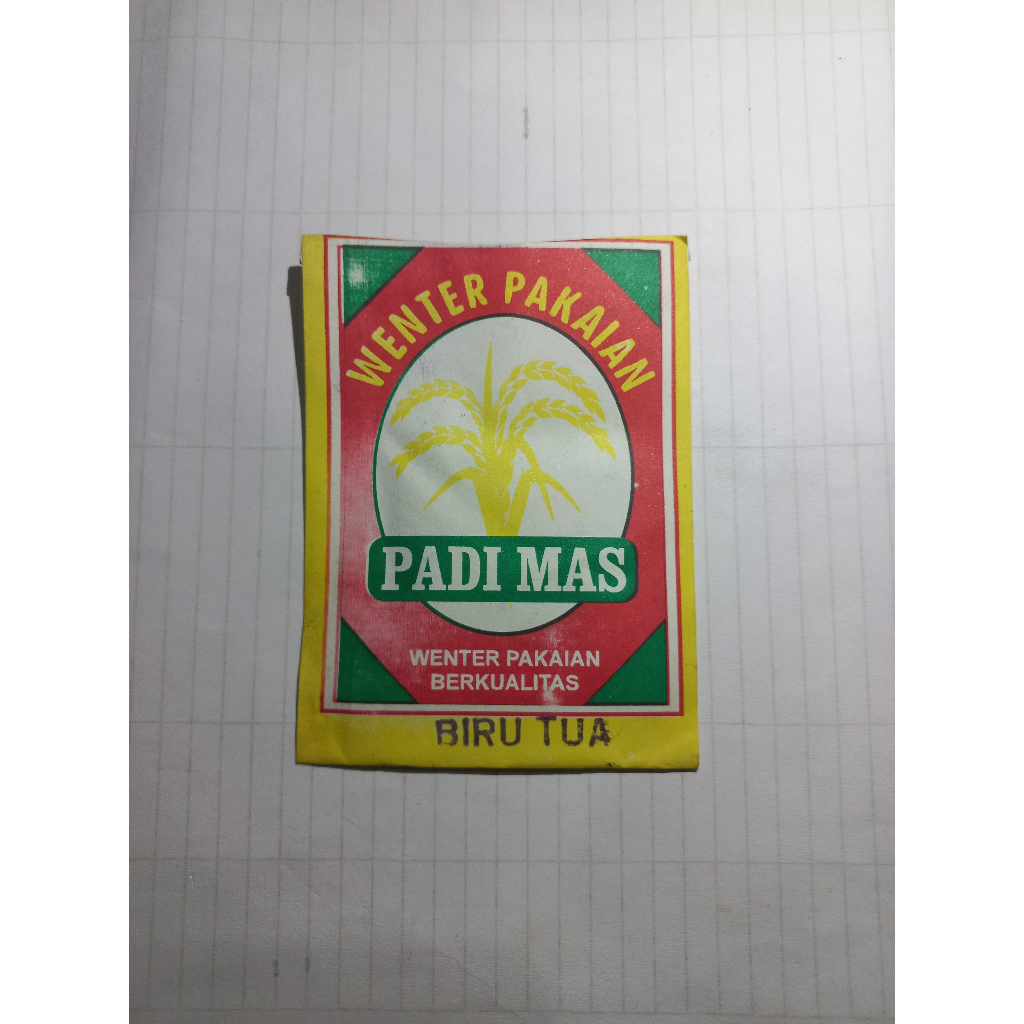 WENTER PAKAIAN
PADI MAS
WENTER PAKAIAN
BERKUALITAS
BIRU TUA